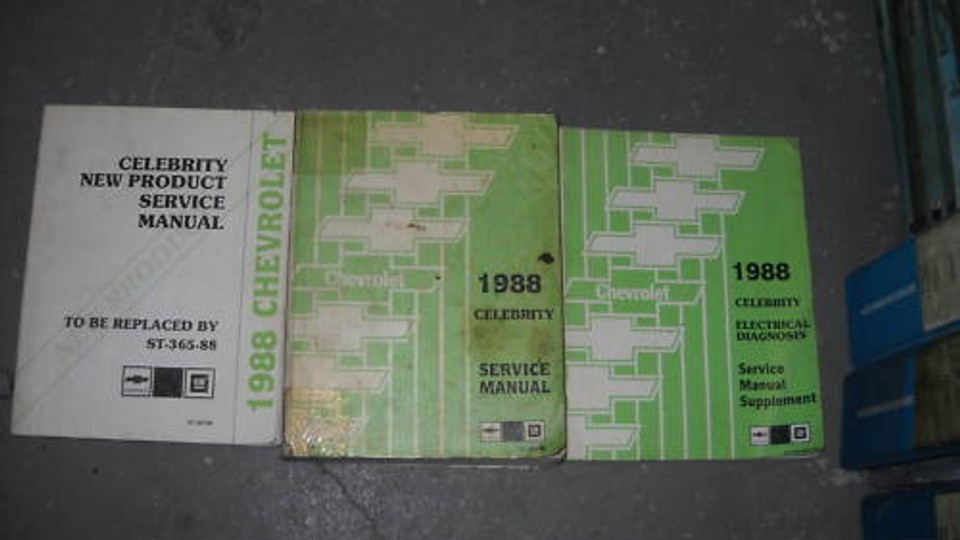 CELEBRITY
NEW PRODUCT
SERVICE
MANUAL
TO BE REPLACED BY
ST-365-88
1988 CHEVROLET
Chevrolet
1988
CELEBRITY
SERVICE
MANUAL
Chevrolet
1988
CELEBRITY
ELECTRICAL
DIAGNOSIS
Service
Manual
Supplement